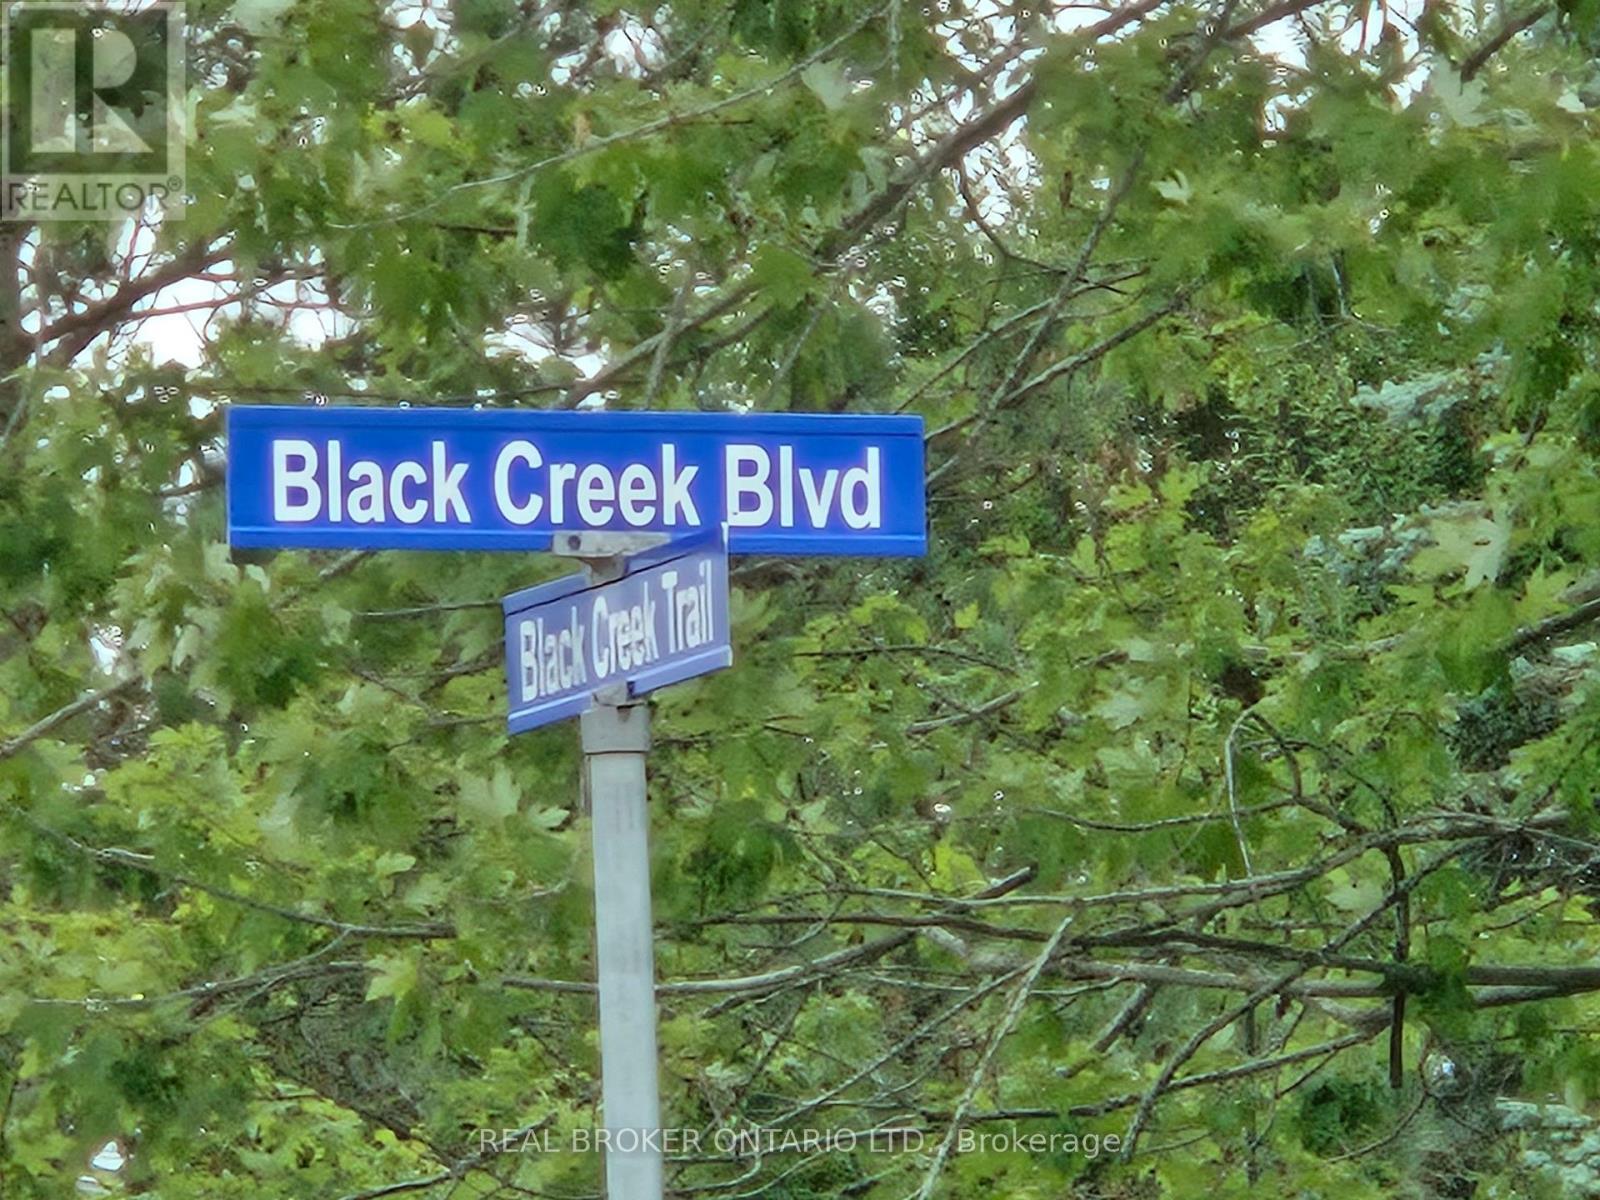 R
REALTOR®
Black Creek Blvd
Black Creek Trail
REAL BROKER ONTARIO LTD., Brokerage